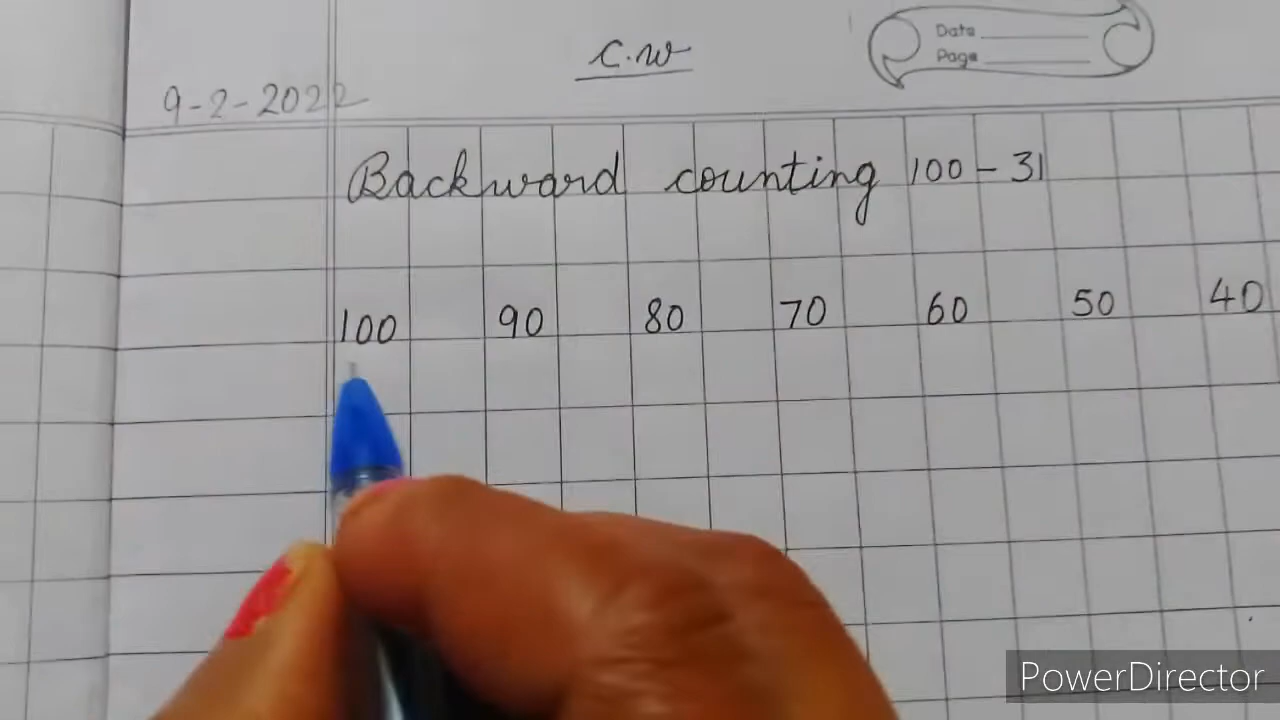 C.W
Date
Page
9-2-2022
Backward counting 100-31
100 90 80 70 60 50 40
PowerDirector